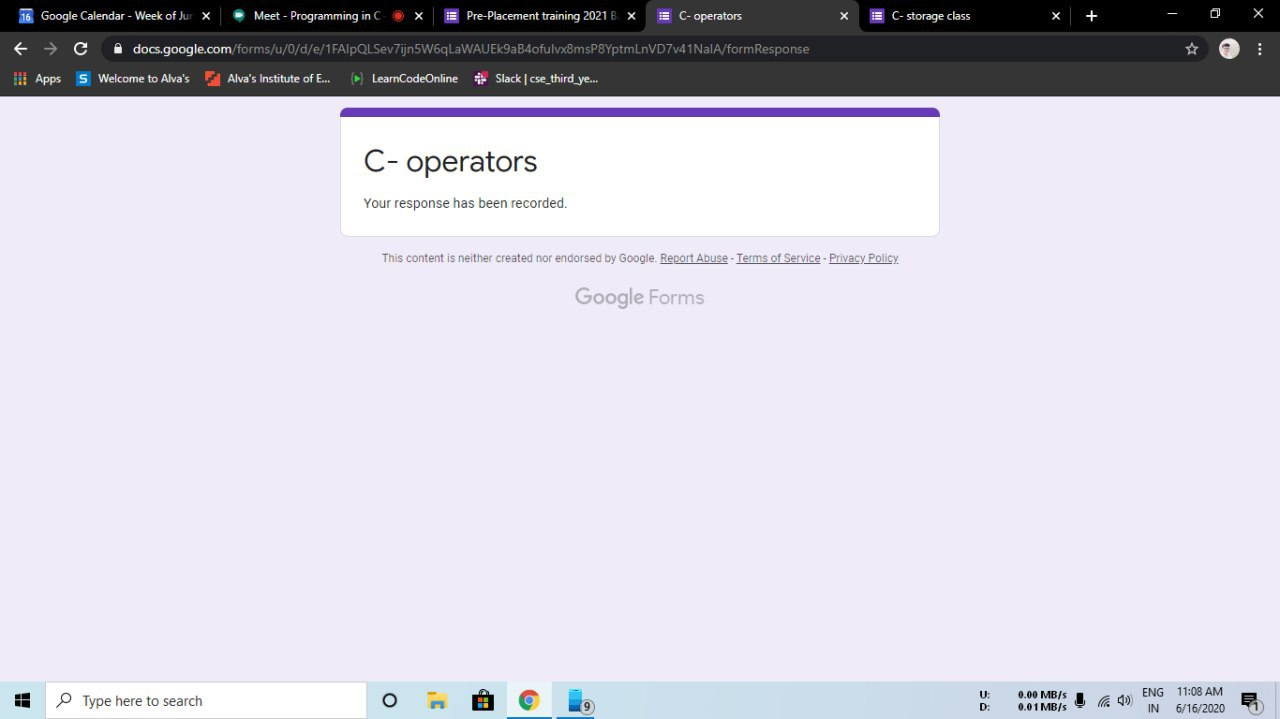 Google Calendar - Week of Jur
Meet - Programming in C
Pre-Placement training 2021 B
C- operators
C- storage class
docs.google.com/forms/u/0/d/e/1FAIpQLSev7ijn5W6qLaWAUEk9aB4ofulvx8msP8YptmLnVD7v41NaIA/formResponse
Apps
Welcome to Alva's
Alva's Institute of E...
LearnCodeOnline
Slack | cse_third_ye...
C- operators
Your response has been recorded.
This content is neither created nor endorsed by Google. Report Abuse - Terms of Service - Privacy Policy
Google Forms
Type here to search
9
U: 0.00 MB/s
D: 0.01 MB/s
ENG
IN
11:08 AM
6/16/2020
1